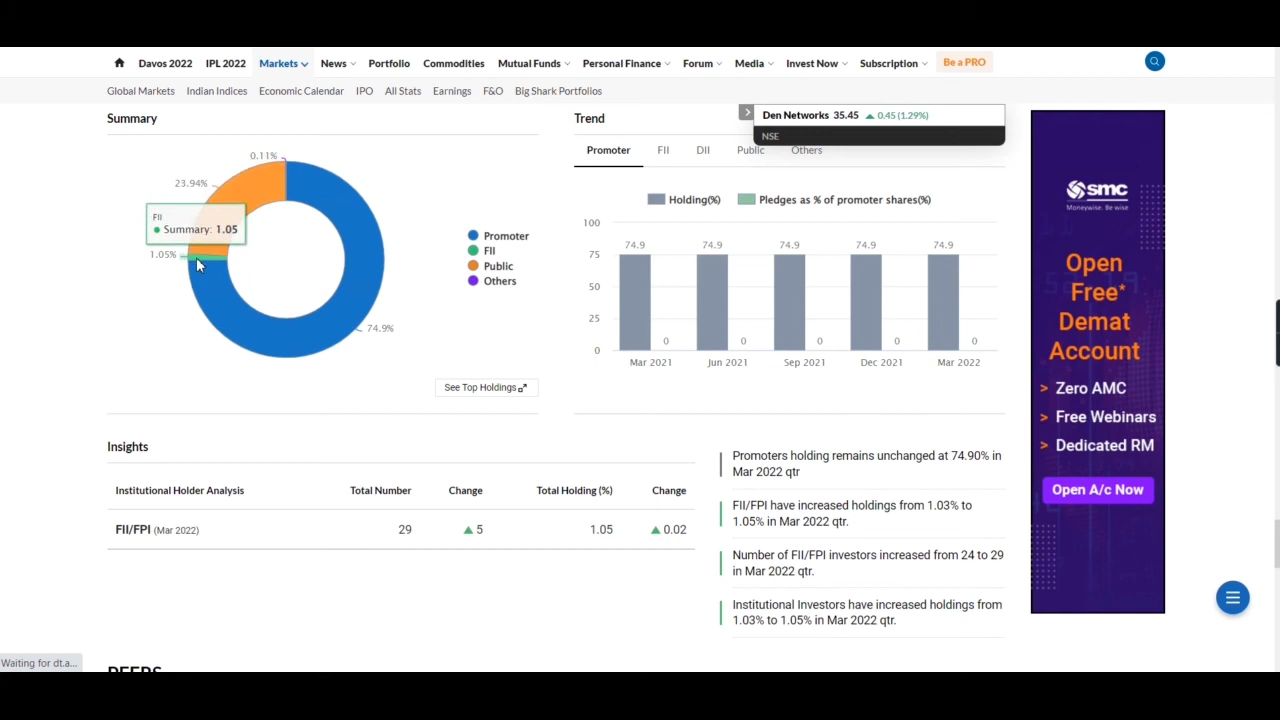 Davos 2022 IPL 2022 Markets News Portfolio Commodities Mutual Funds Personal Finance Forum Media Invest Now Subscription Be a PRO
Global Markets Indian Indices Economic Calendar IPO All Stats Earnings F&O Big Shark Portfolios
Summary
0.11%
23.94%
FII
Summary: 1.05
1.05%
74.9%
Promoter
FII
Public
Others
See Top Holdings
Trend
Den Networks 35.45 0.45 (1.29%)
NSE
Promoter FII DII Public Others
Holding(%) Pledges as % of promoter shares(%)
100
75
50
25
0
74.9 74.9 74.9 74.9 74.9
0 0 0 0 0
Mar 2021 Jun 2021 Sep 2021 Dec 2021 Mar 2022
Insights
Institutional Holder Analysis Total Number Change Total Holding (%) Change
FII/FPI (Mar 2022) 29 5 1.05 0.02
Promoters holding remains unchanged at 74.90% in
Mar 2022 qtr
FII/FPI have increased holdings from 1.03% to
1.05% in Mar 2022 qtr.
Number of FII/FPI investors increased from 24 to 29
in Mar 2022 qtr.
Institutional Investors have increased holdings from
1.03% to 1.05% in Mar 2022 qtr.
smc
Moneywise. Be wise
Open
Free*
Demat
Account
> Zero AMC
> Free Webinars
> Dedicated RM
Open A/c Now
Waiting for dt.a...
PEERS